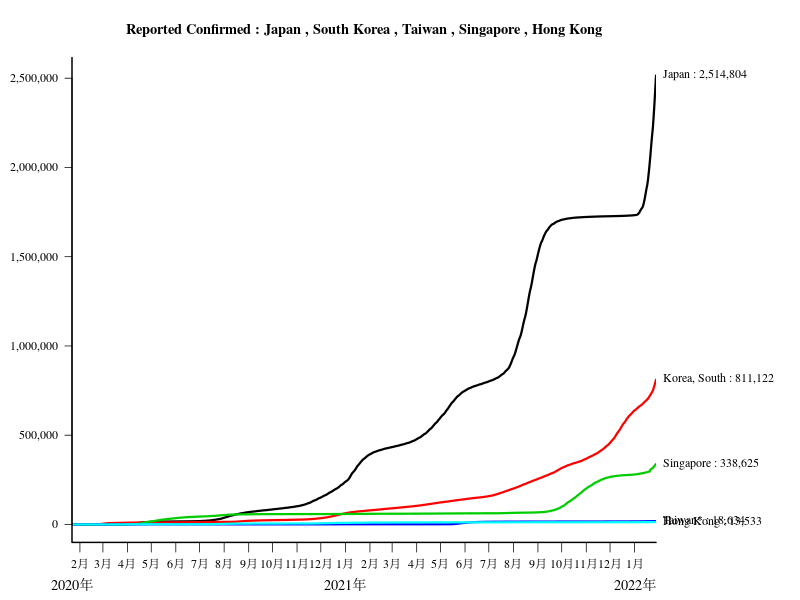 Reported Confirmed : Japan , South Korea , Taiwan , Singapore , Hong Kong
2,500,000
2,000,000
1,500,000
1,000,000
500,000
0
Japan : 2,514,804
Korea, South : 811,122
Singapore : 338,625
2月 3月 4月 5月 6月 7月 8月 9月 10月 11月 12月 1月 2月 3月 4月 5月 6月 7月 8月 9月 10月 11月 12月 1月
2020年 2021年 2022年